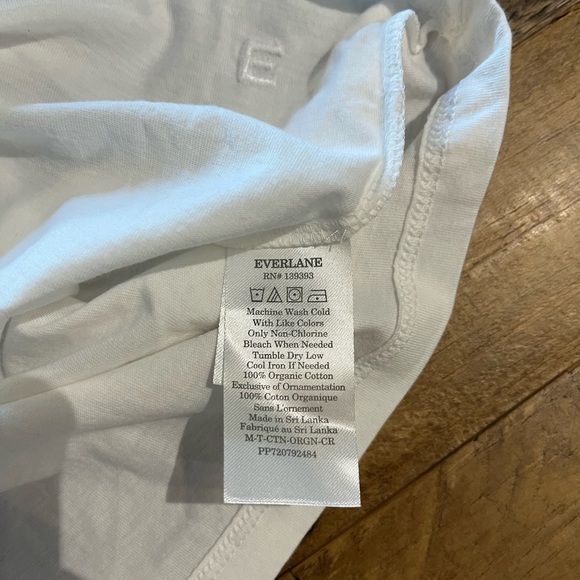 E
EVERLANE
RN# 139393
Machine Wash Cold
With Like Colors
Only Non-Chlorine
Bleach When Needed
Tumble Dry Low
Cool Iron If Needed
100% Organic Cotton
Exclusive of Ornamentation
100% Coton Organique
Sans L'ornement
Made in Sri Lanka
Fabriqué au Sri Lanka
M-T-CTN-ORGN-CR
PP720792484